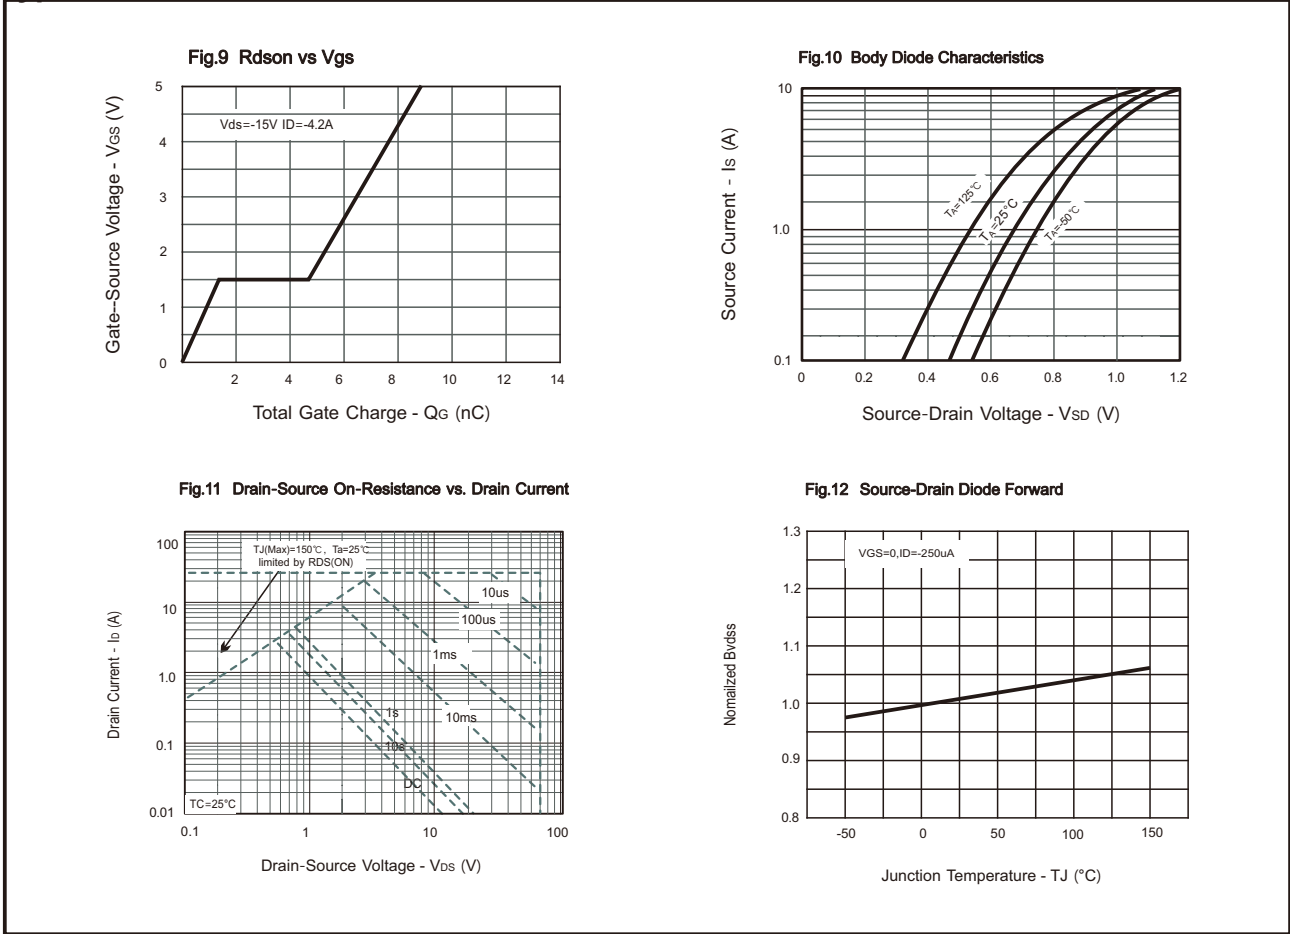 Fig.9 Rdson vs Vgs
Gate--Source Voltage - VGS (V)
5
4
3
2
1
0
Vds=-15V ID=-4.2A
2 4 6 8 10 12 14
Total Gate Charge - QG (nC)
Fig.10 Body Diode Characteristics
Source Current - IS (A)
10
1.0
0.1
TA=125℃
TA=25°C
TA=-50℃
0 0.2 0.4 0.6 0.8 1.0 1.2
Source-Drain Voltage - VSD (V)
Fig.11 Drain-Source On-Resistance vs. Drain Current
Drain Current - ID (A)
100
10
1.0
0.1
0.01
TJ(Max)=150℃, Ta=25℃
limited by RDS(ON)
10us
100us
1ms
10ms
1s
10s
DC
TC=25°C
0.1 1 10 100
Drain-Source Voltage - VDS (V)
Fig.12 Source-Drain Diode Forward
Nomailzed Bvdss
1.3
1.2
1.1
1.0
0.9
0.8
VGS=0,ID=-250uA
-50 0 50 100 150
Junction Temperature - TJ (°C)